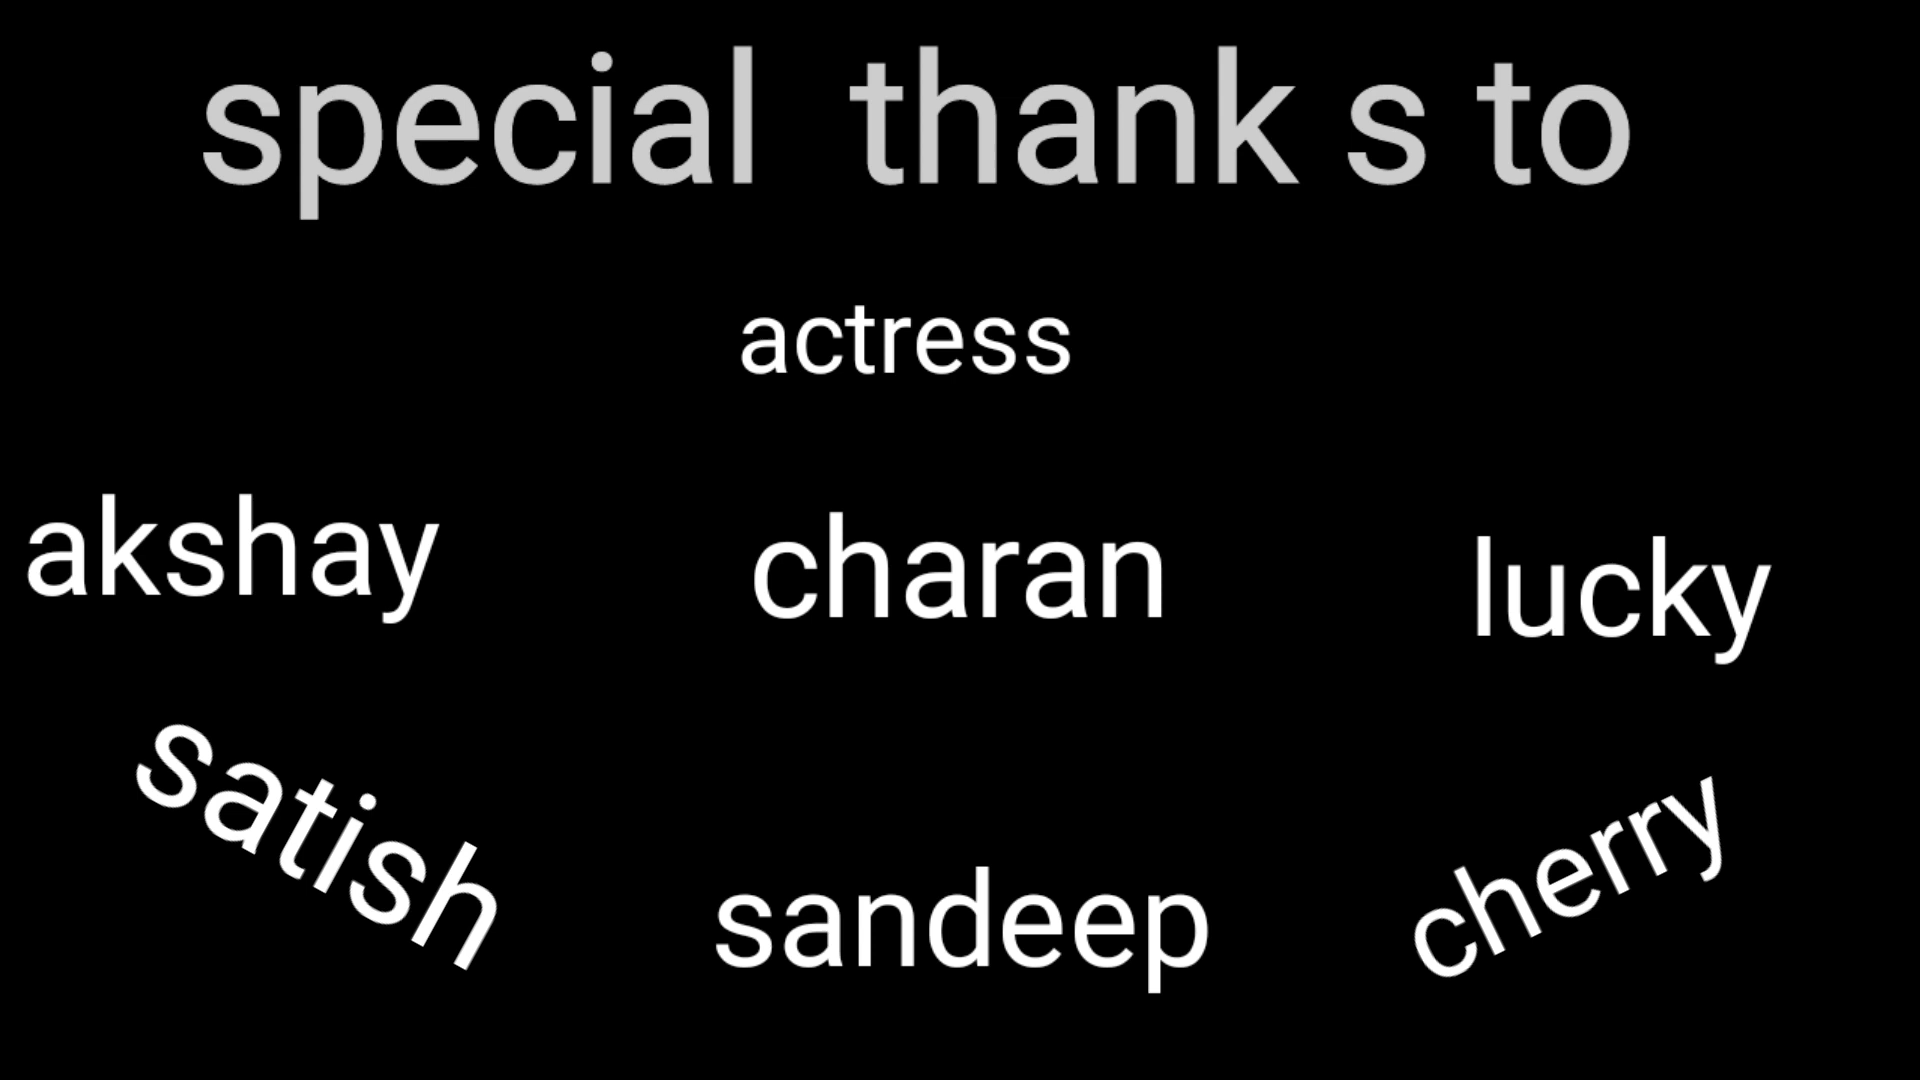 special  thank s to
actress
akshay
charan
lucky
satish
sandeep
cherry